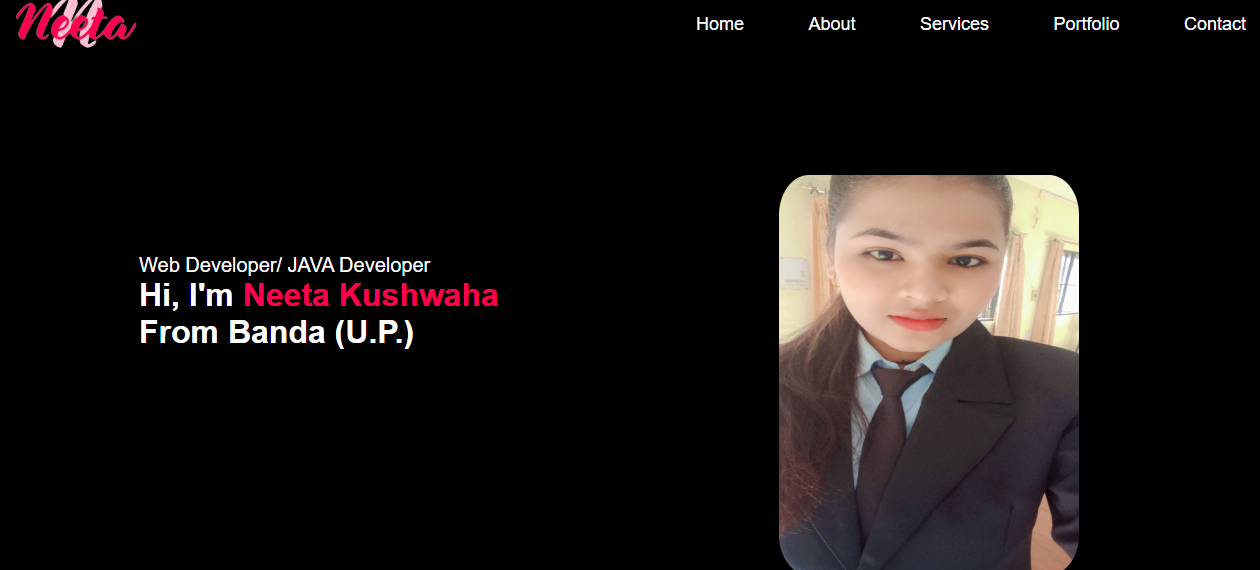 Neeta
Home About Services Portfolio Contact
Web Developer/ JAVA Developer
Hi, I'm Neeta Kushwaha
From Banda (U.P.)